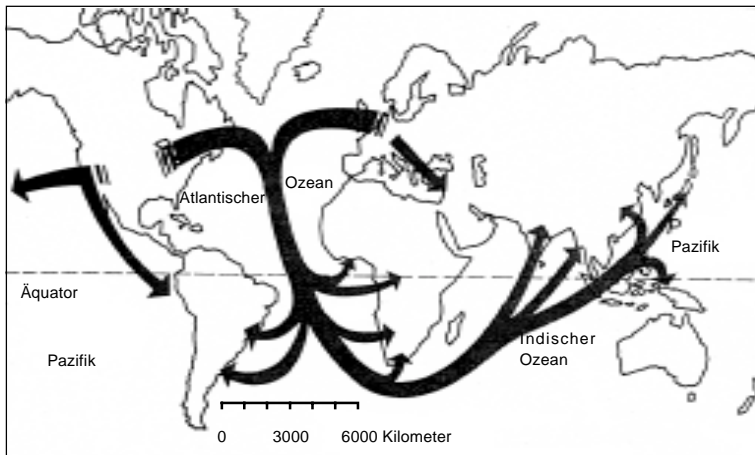 Atlantischer
Ozean
Pazifik
Äquator
Indischer
Ozean
Pazifik
0 3000 6000 Kilometer